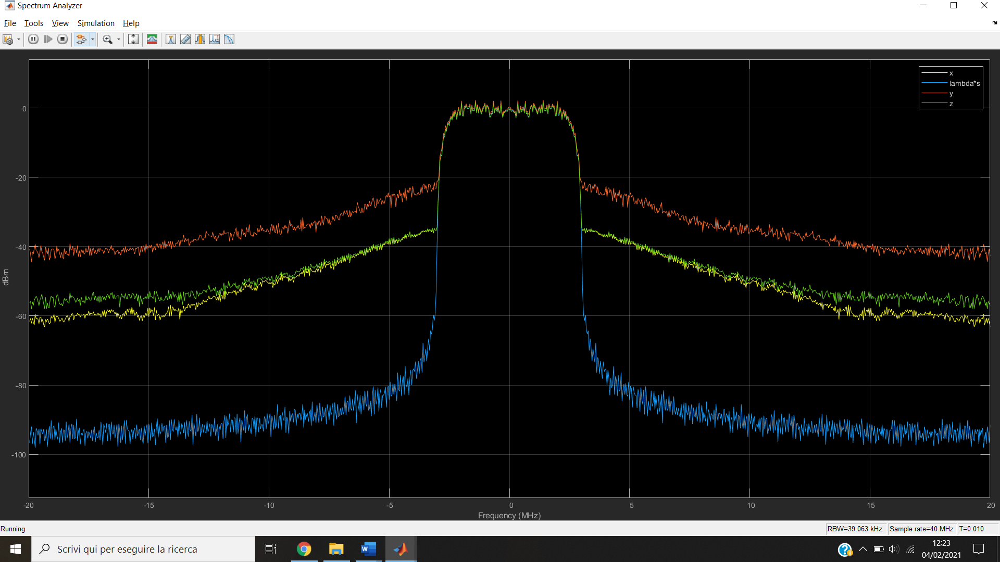 Spectrum Analyzer
File Tools View Simulation Help
x
lambda*s
y
z
0
-20
-40
-60
-80
-100
dBm
-20 -15 -10 -5 0 5 10 15 20
Frequency (MHz)
Running RBW=39.063 kHz Sample rate=40 MHz T=0.010
Scrivi qui per eseguire la ricerca
12:23
04/02/2021